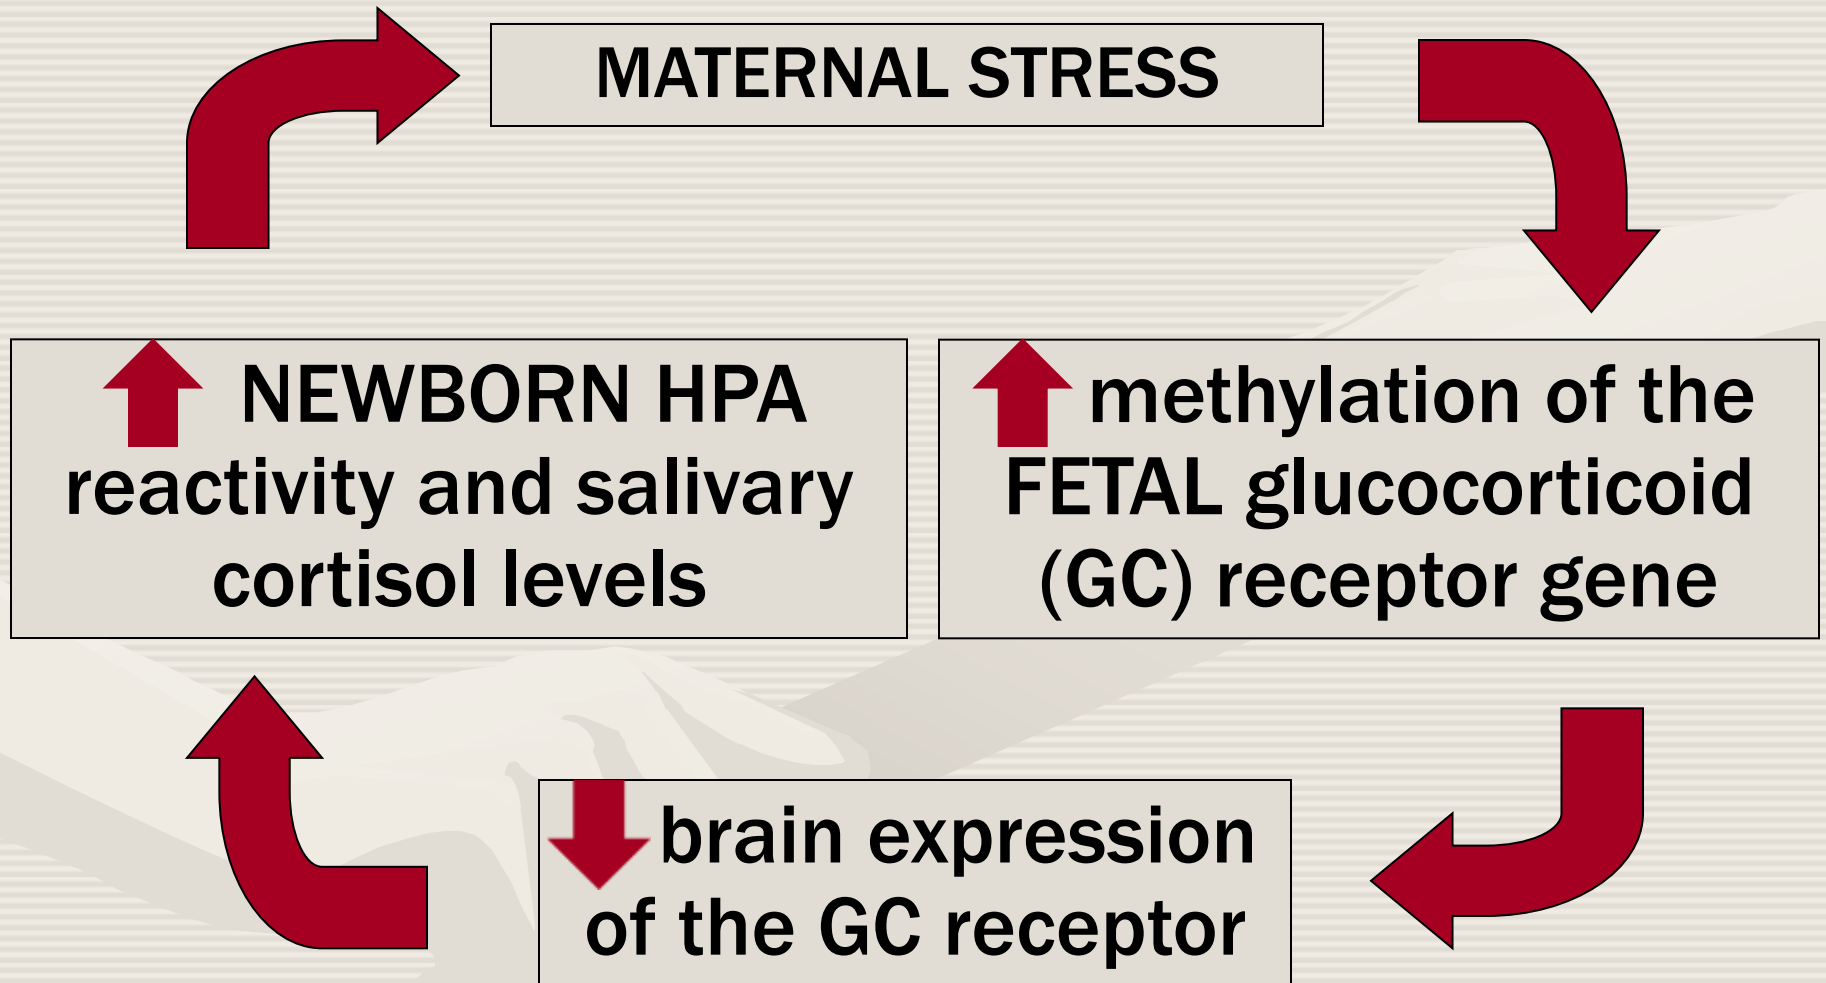 MATERNAL STRESS
NEWBORN HPA
reactivity and salivary
cortisol levels
methylation of the
FETAL glucocorticoid
(GC) receptor gene
brain expression
of the GC receptor